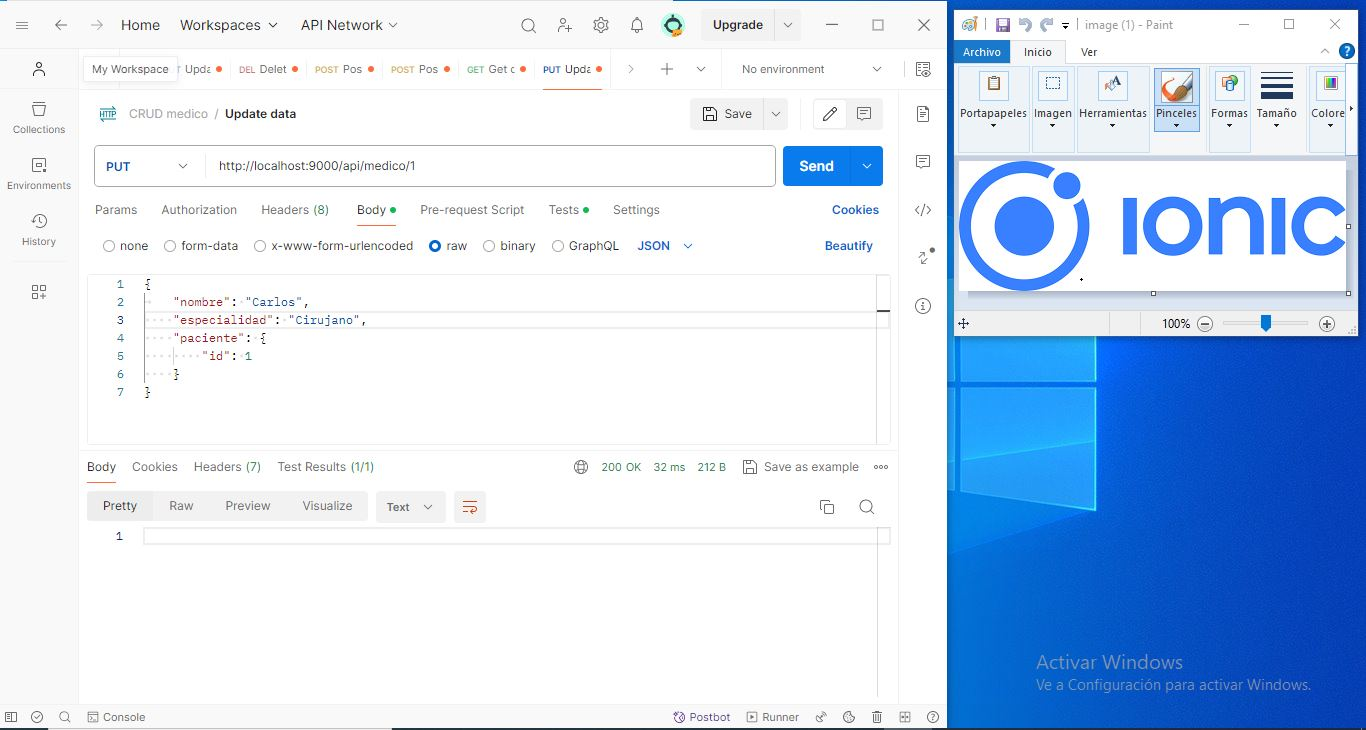 Home Workspaces API Network Upgrade
My Workspace Upda DEL Delet POST Pos POST Pos GET Get c PUT Upda No environment
HTTP CRUD medico / Update data Save
Collections
Environments
History
PUT http://localhost:9000/api/medico/1 Send
Params Authorization Headers (8) Body Pre-request Script Tests Settings Cookies
none form-data x-www-form-urlencoded raw binary GraphQL JSON Beautify
1 {
2 "nombre": "Carlos",
3 "especialidad": "Cirujano",
4 "paciente": {
5 "id": 1
6 }
7 }
Body Cookies Headers (7) Test Results (1/1) 200 OK 32 ms 212 B Save as example
Pretty Raw Preview Visualize Text
1
Console Postbot Runner
image (1) - Paint
Archivo Inicio Ver
Portapapeles Imagen Herramientas Pinceles Formas Tamaño Colore
ionic
100%
Activar Windows
Ve a Configuración para activar Windows.